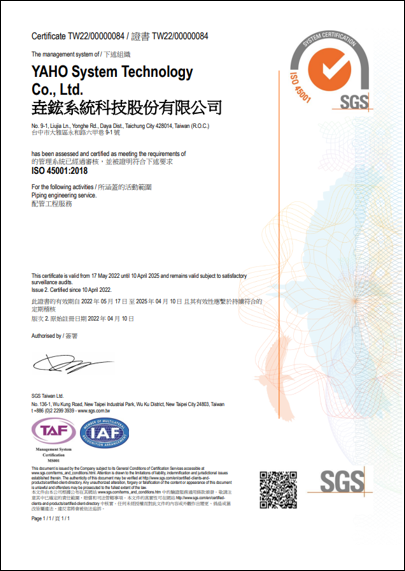 Certificate TW22/00000084 / 證書 TW22/00000084
The management system of / 下述組織
YAHO System Technology
Co., Ltd.
垚鋐系統科技股份有限公司
No. 9-1, Liujia Ln., Yonghe Rd., Daya Dist., Taichung City 428014, Taiwan (R.O.C.)
台中市大雅區永和路六甲巷 9-1 號
has been assessed and certified as meeting the requirements of
的管理系統已經過審核，並被證明符合下述要求
ISO 45001:2018
For the following activities / 所涵蓋的活動範圍
Piping engineering service.
配管工程服務
This certificate is valid from 17 May 2022 until 10 April 2025 and remains valid subject to satisfactory
surveillance audits.
Issue 2. Certified since 10 April 2022.
此證書的有效期自 2022 年 05 月 17 日 至 2025 年 04 月 10 日 且其有效性應繫於持續符合的
定期稽核
版次 2. 原始註冊日期 2022 年 04 月 10 日
Authorised by / 簽署
SGS Taiwan Ltd.
No. 136-1, Wu Kung Road, New Taipei Industrial Park, Wu Ku District, New Taipei City 24803, Taiwan
t +886 (0)2 2299 3939 - www.sgs.com.tw
TAF
Management System
Certification
MS001
IAF
This document is issued by the Company subject to its General Conditions of Certification Services accessible at
www.sgs.com/terms_and_conditions.htm. Attention is drawn to the limitations of liability, indemnification and jurisdictional issues
established therein. The authenticity of this document may be verified at http://www.sgs.com/en/certified-clients-and-
products/certified-client-directory. Any unauthorized alteration, forgery or falsification of the content or appearance of this document
is unlawful and offenders may be prosecuted to the fullest extent of the law.
Page 1 / 1 / 頁 1 / 1
SYSTEM CERTIFICATION
ISO 45001
SGS
SGS